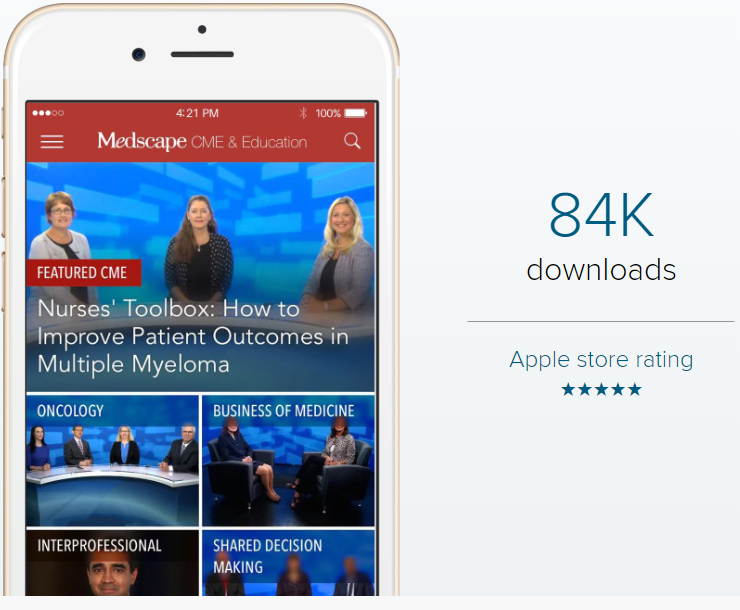 4:21 PM
100%
Medscape CME & Education
FEATURED CME
Nurses' Toolbox: How to
Improve Patient Outcomes in
Multiple Myeloma
ONCOLOGY
BUSINESS OF MEDICINE
INTERPROFESSIONAL
SHARED DECISION
MAKING
84K
downloads
Apple store rating